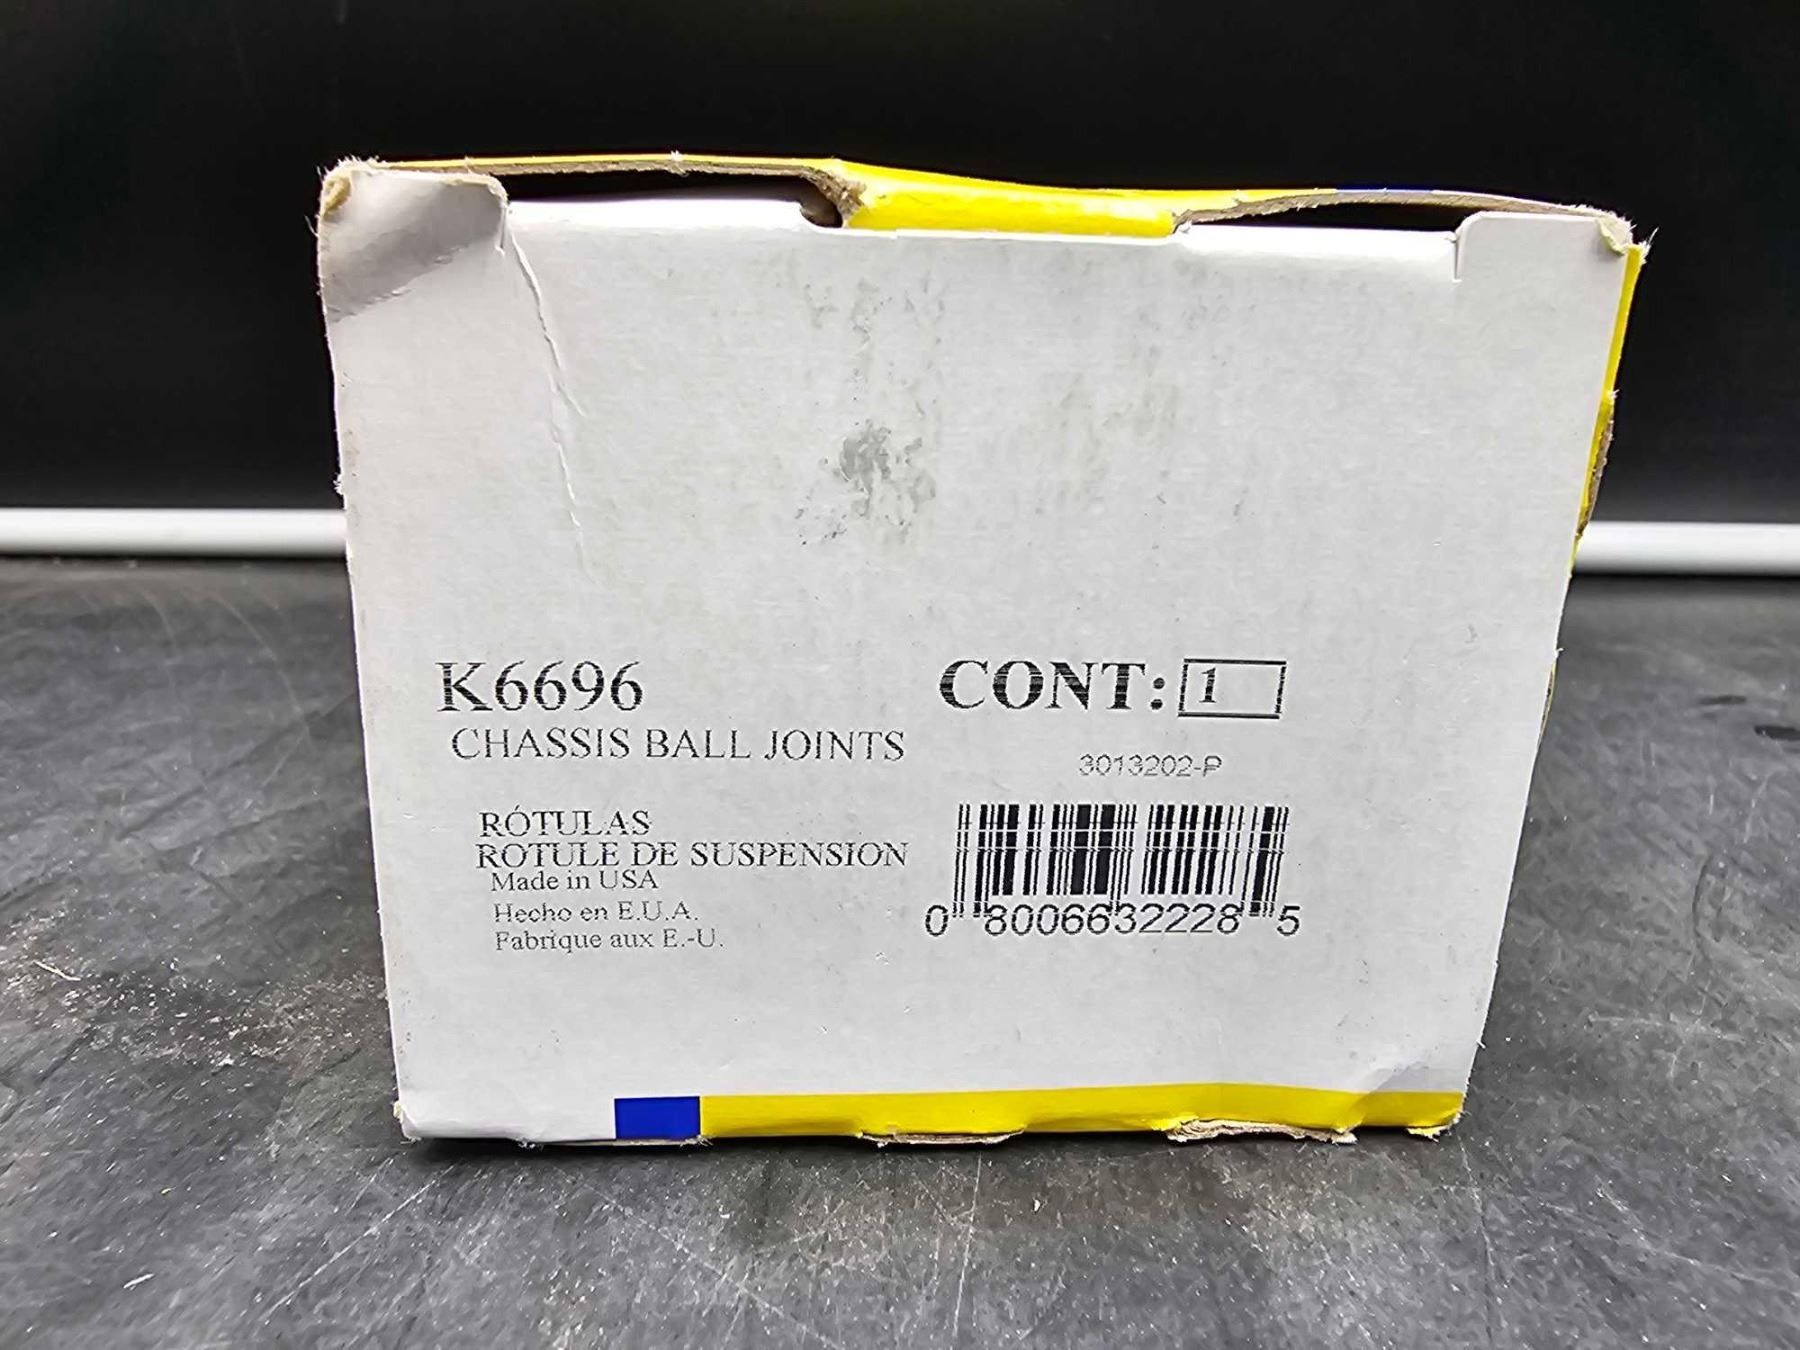 K6696
CHASSIS BALL JOINTS
RÓTULAS
ROTULE DE SUSPENSION
Made in USA
Hecho en E.U.A.
Fabrique aux E.-U.
CONT: 1
3013202-P
0 8006632228 5